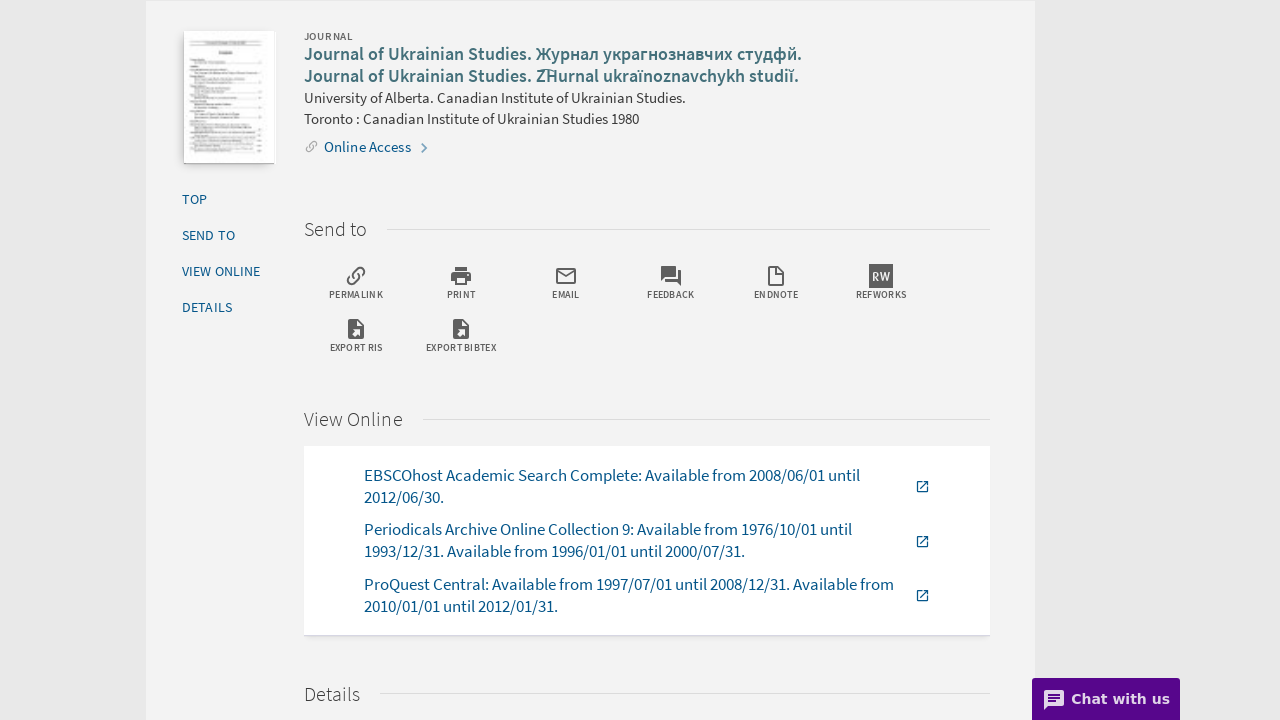 JOURNAL
Journal of Ukrainian Studies. Журнал украпнознавчих студфй.
Journal of Ukrainian Studies. ZHurnal ukraïnoznavchykh studiï.
University of Alberta. Canadian Institute of Ukrainian Stuies.
Toronto : Canadian Institute of Ukrainian Studies 1980
Online Access
TOP
SEND TO
VIEW ONLINE
DETAILS
Send to
PERMALINK
PRINT
EMAIL
FEEDBACK
ENDNOTE
RW
REFWORKS
EXPORT RIS
EXPORT BIBTEX
View Online
EBSCOhost Academic Search Complete: Available from 2008/06/01 until
2012/06/30.
Periodicals Archive Online Collection 9: Available from 1976/10/01 until
1993/12/31. Available from 1996/01/01 until 2000/07/31.
ProQuest Central: Available from 1997/07/01 until 2008/12/31. Available from
2010/01/01 until 2012/01/31.
Details
Chat with us